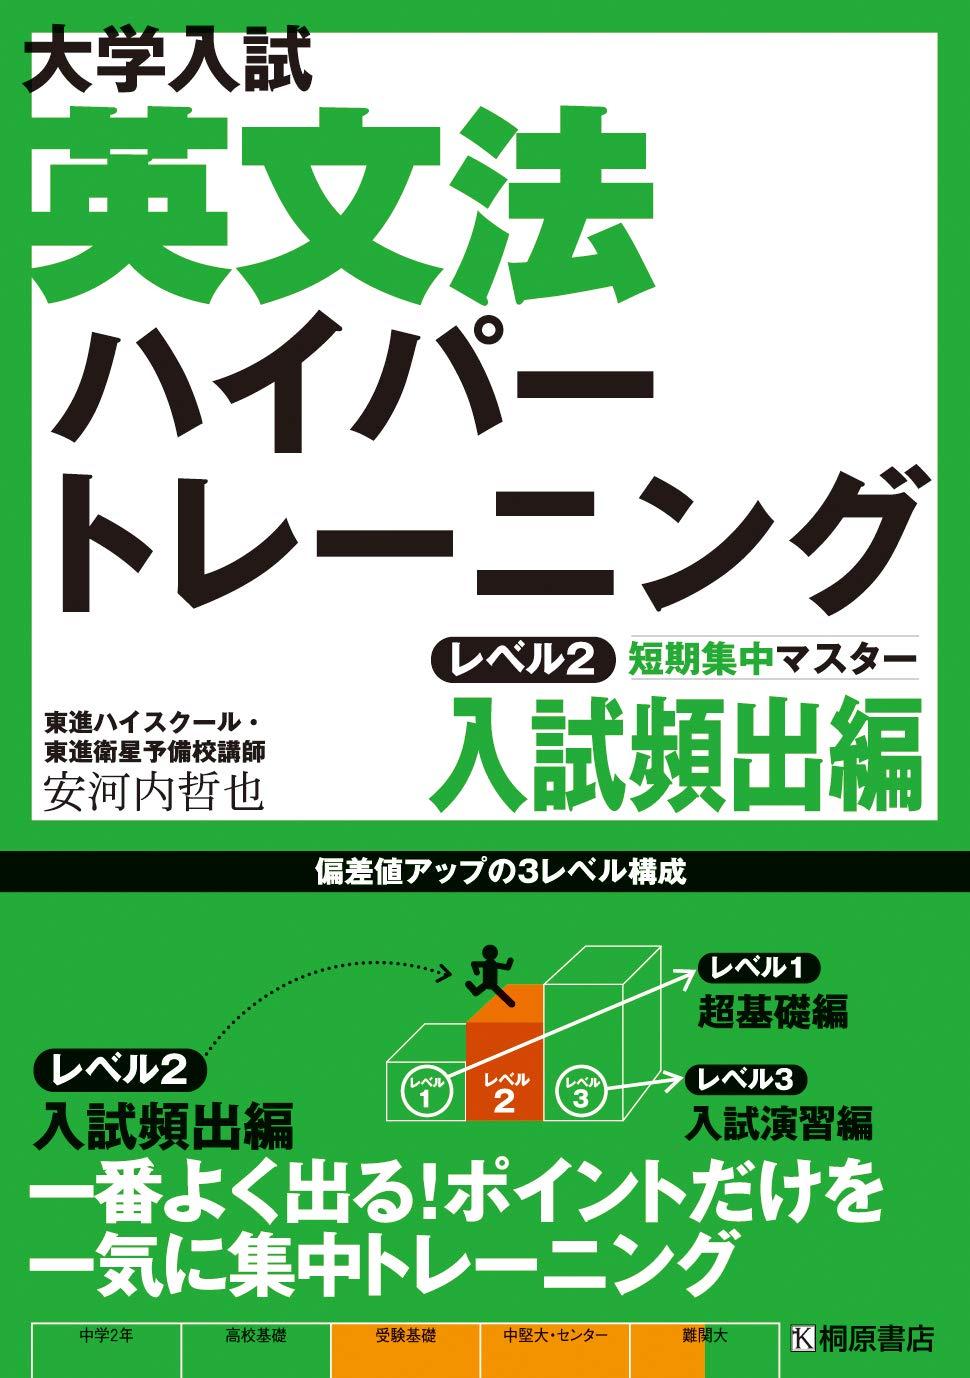 大学入試
英文法
ハイパー
トレーニング
レベル2 短期集中マスター
入試頻出編
東進ハイスクール・
東進衛星予備校講師
安河内哲也
偏差値アップの3レベル構成
レベル1
超基礎編
レベル2
入試頻出編
レベル
1
レベル
2
レベル
3
レベル3
入試演習編
一番よく出る!ポイントだけを
一気に集中トレーニング
中学2年 高校基礎 受験基礎 中堅大・センター 難関大
K 桐原書店